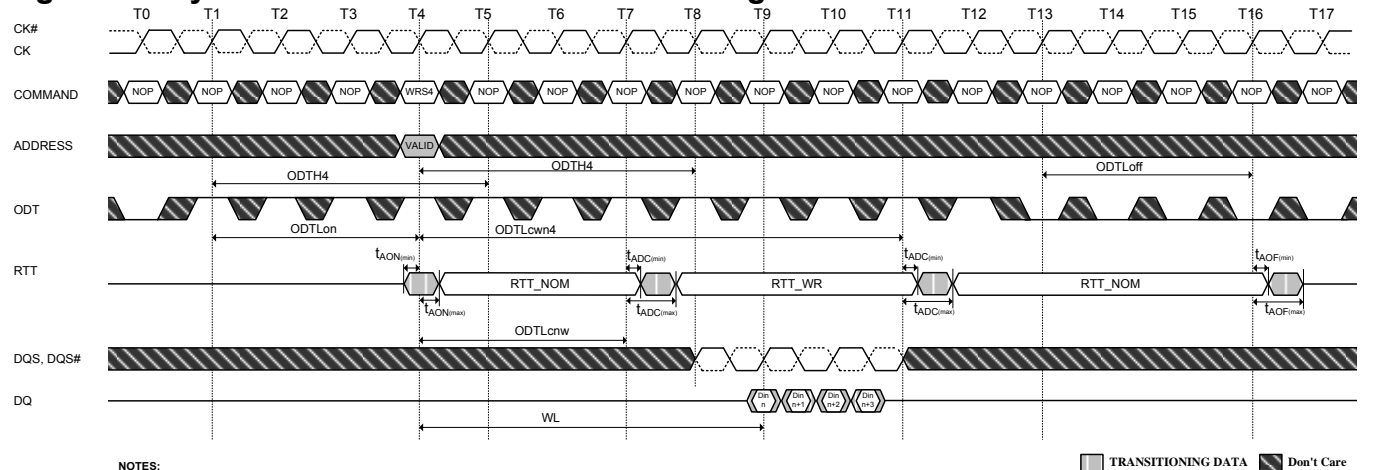 T0 T1 T2 T3 T4 T5 T6 T7 T8 T9 T10 T11 T12 T13 T14 T15 T16 T17
CK#
CK
COMMAND NOP NOP NOP NOP WRS4 NOP NOP NOP NOP NOP NOP NOP NOP NOP NOP NOP NOP NOP
ADDRESS VALID
ODTH4 ODTLoff
ODTH4
ODT
ODTLon ODTLcwn4
tAON(min) tADC(min) tADC(min) tAOF(min)
RTT RTT_NOM RTT_WR RTT_NOM
tAON(max) tADC(max) tADC(max) tAOF(max)
ODTLcnw
DQS, DQS#
DQ Din n Din n+1 Din n+2 Din n+3
WL
NOTES: TRANSITIONING DATA Don't Care